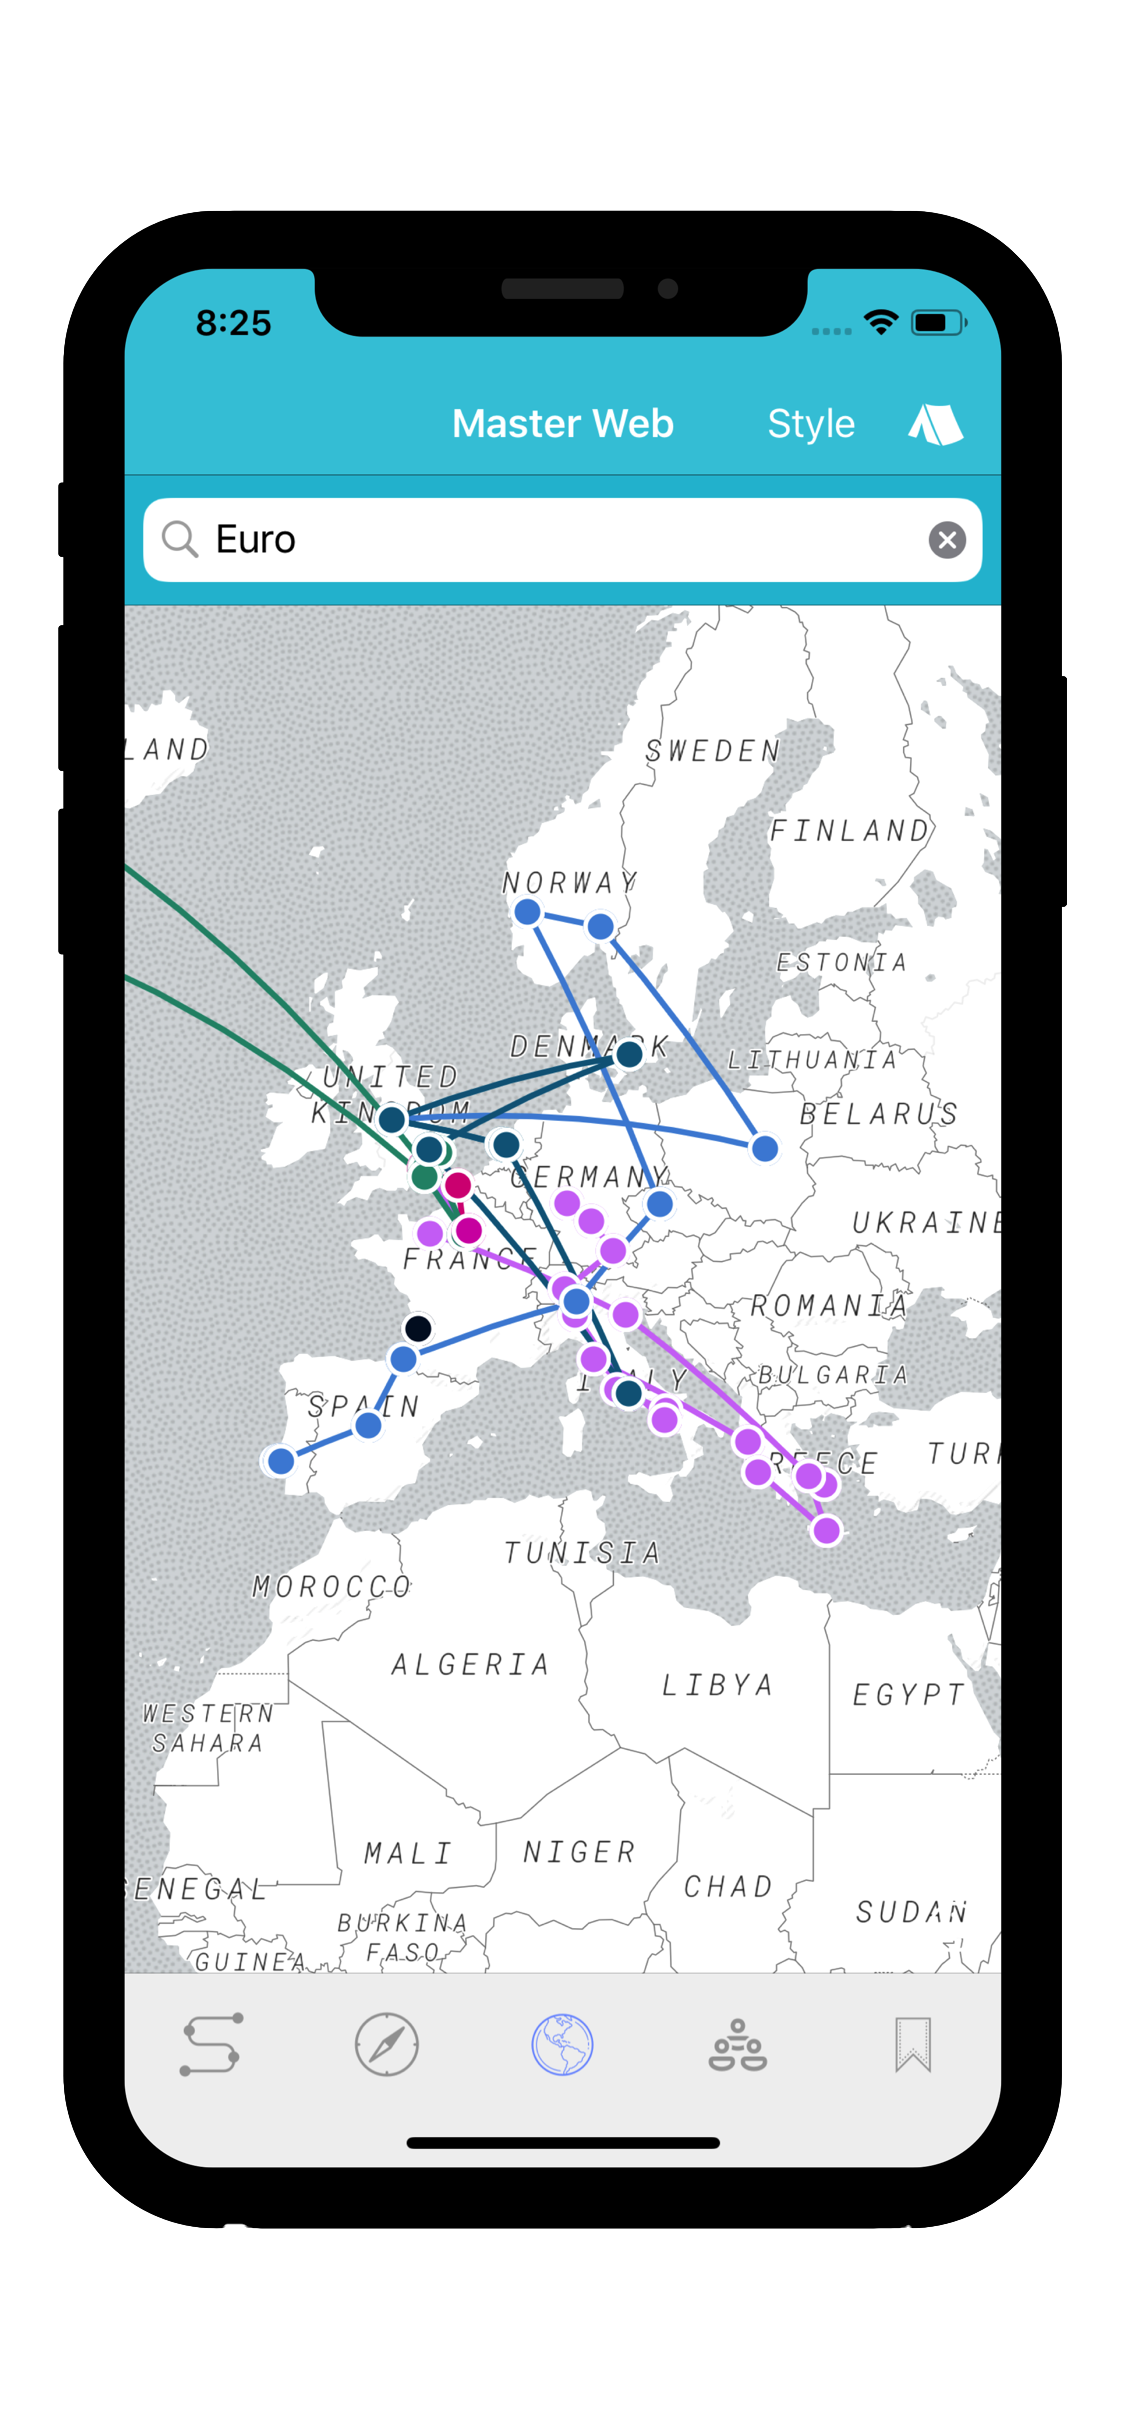 8:25
Master Web
Style
Euro
LAND
SWEDEN
FINLAND
NORWAY
ESTONIA
DENMARK
LITHUANIA
UNITED
KINGDOM
BELARUS
GERMANY
UKRAINE
FRANCE
ROMANIA
ITALY
BULGARIA
SPAIN
REECE
TUR
TUNISIA
MOROCCO
ALGERIA
LIBYA
EGYPT
WESTERN
SAHARA
MALI
NIGER
CHAD
SENEGAL
SUDAN
BURKINA
FASO
GUINEA